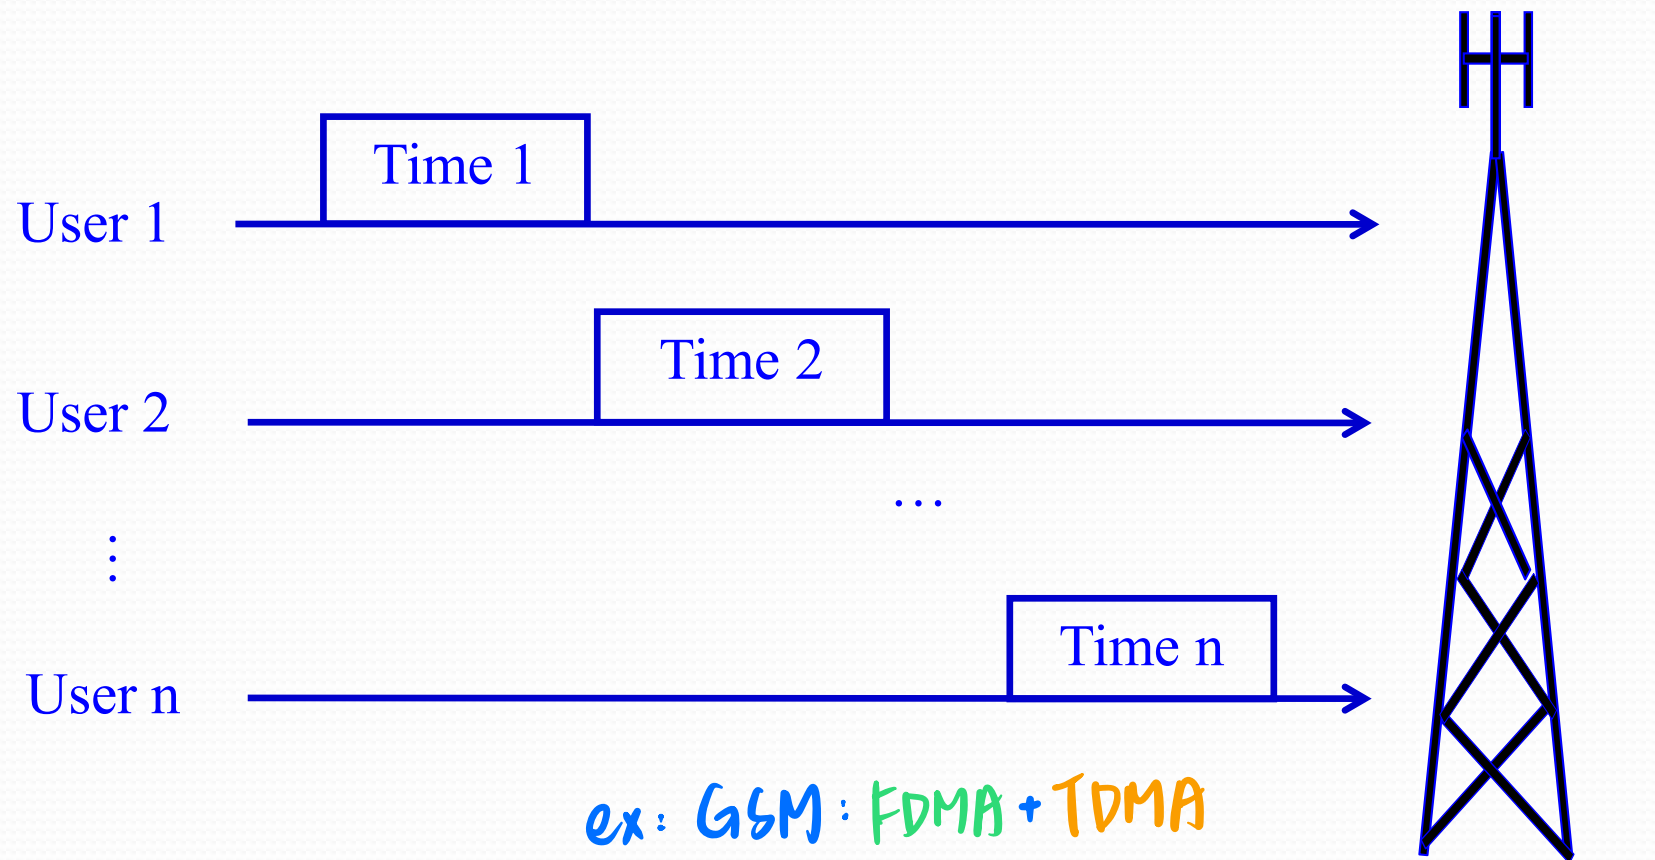 Time 1
User 1
Time 2
User 2
…
⋮
Time n
User n
ex: GSM: FDMA + TDMA